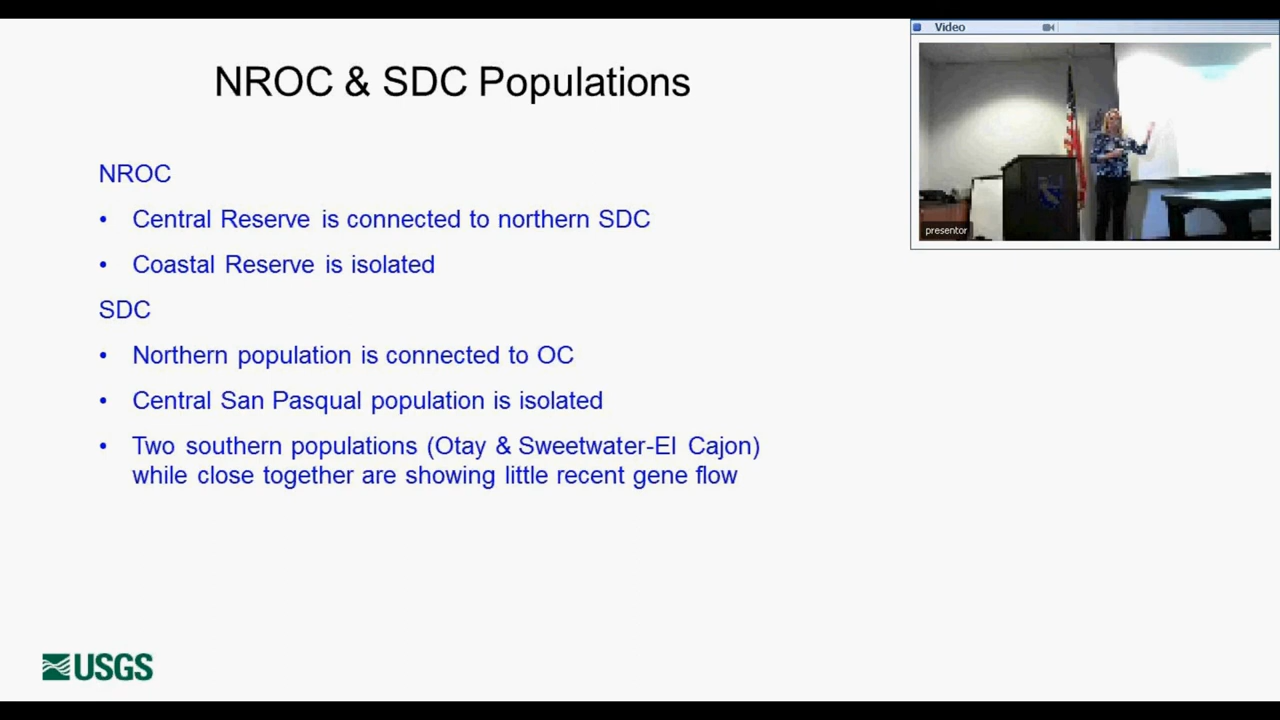 NROC & SDC Populations
NROC
• Central Reserve is connected to northern SDC
• Coastal Reserve is isolated
SDC
• Northern population is connected to OC
• Central San Pasqual population is isolated
• Two southern populations (Otay & Sweetwater-El Cajon)
while close together are showing little recent gene flow
USGS
Video
presentor